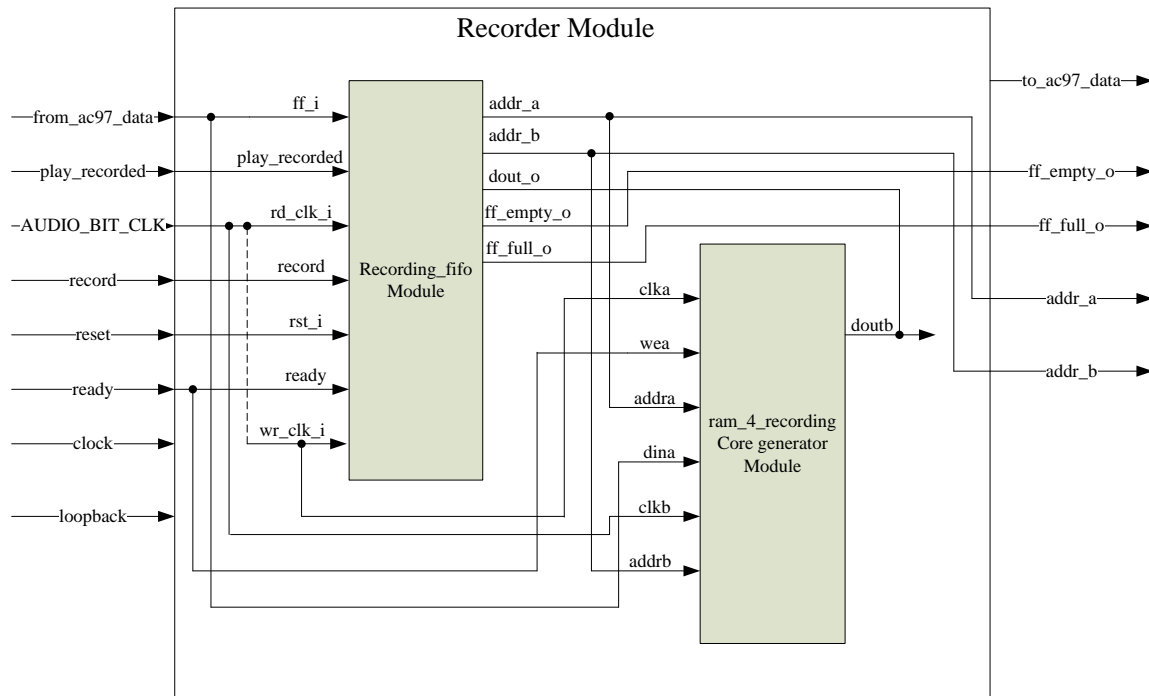 Recorder Module
from_ac97_data
play_recorded
AUDIO_BIT_CLK
record
reset
ready
clock
loopback
ff_i
play_recorded
rd_clk_i
record
rst_i
ready
wr_clk_i
Recording_fifo
Module
addr_a
addr_b
dout_o
ff_empty_o
ff_full_o
clka
wea
addra
dina
clkb
addrb
ram_4_recording
Core generator
Module
doutb
to_ac97_data
ff_empty_o
ff_full_o
addr_a
addr_b